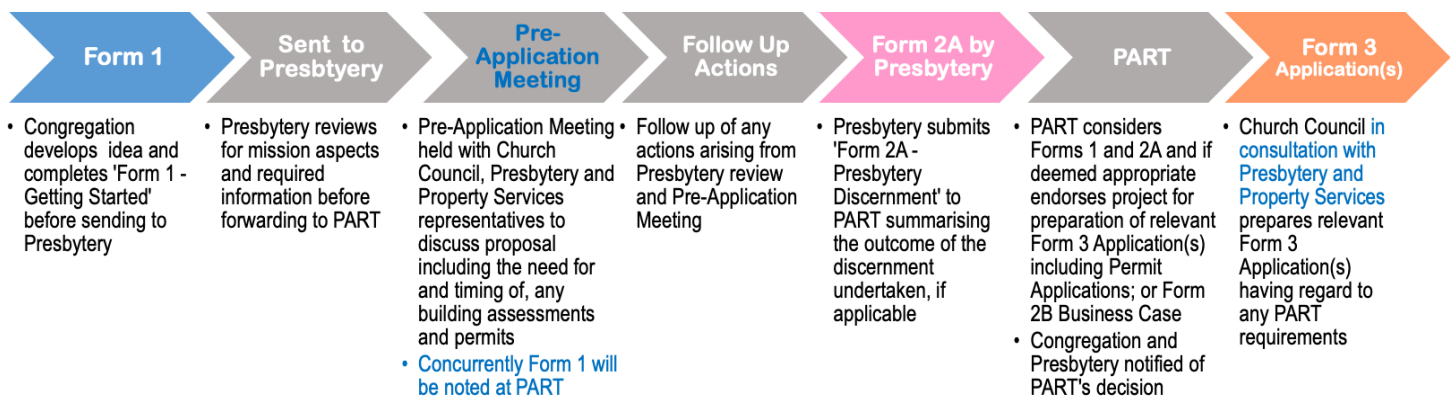 Form 1
Sent to
Presbtyery
Pre-
Application
Meeting
Follow Up
Actions
Form 2A by
Presbytery
PART
Form 3
Application(s)
• Congregation
develops idea and
completes 'Form 1 -
Getting Started'
before sending to
Presbytery
• Presbytery reviews
for mission aspects
and required
information before
forwarding to PART
• Pre-Application Meeting
held with Church
Council, Presbytery and
Property Services
representatives to
discuss proposal
including the need for
and timing of, any
building assessments
and permits
• Concurrently Form 1 will
be noted at PART
• Follow up of any
actions arising from
Presbytery review
and Pre-Application
Meeting
• Presbytery submits
'Form 2A -
Presbytery
Discernment' to
PART summarising
the outcome of the
discernment
undertaken, if
applicable
• PART considers
Forms 1 and 2A and if
deemed appropriate
endorses project for
preparation of relevant
Form 3 Application(s)
including Permit
Applications; or Form
2B Business Case
• Congregation and
Presbytery notified of
PART's decision
• Church Council in
consultation with
Presbytery and
Property Services
prepares relevant
Form 3
Application(s)
having regard to
any PART
requirements